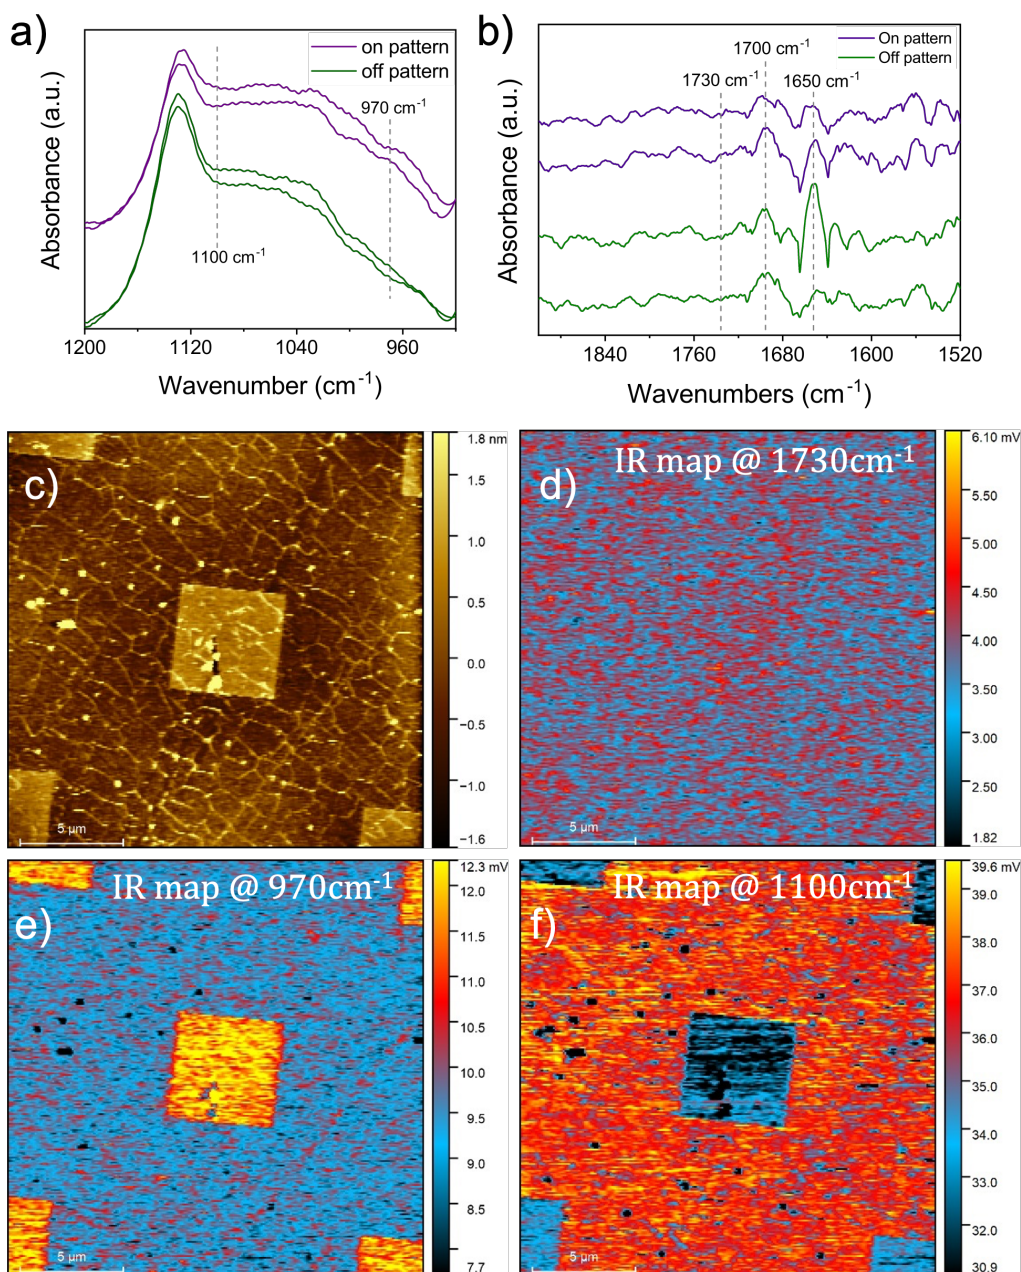 a)
on pattern
off pattern
970 cm-1
1100 cm-1
Absorbance (a.u.)
1200
1120
1040
960
Wavenumber (cm-1)
b)
On pattern
Off pattern
1700 cm-1
1730 cm-1
1650 cm-1
Absorbance (a.u.)
1840
1760
1680
1600
1520
Wavenumbers (cm-1)
c)
5 µm
1.8 nm
1.5
1.0
0.5
0.0
−0.5
−1.0
−1.6
d)
IR map @ 1730cm-1
5 µm
6.10 mV
5.50
5.00
4.50
4.00
3.50
3.00
2.50
1.82
e)
IR map @ 970cm-1
5 µm
12.3 mV
12.0
11.5
11.0
10.5
10.0
9.5
9.0
8.5
7.7
f)
IR map @ 1100cm-1
5 µm
39.6 mV
39.0
38.0
37.0
36.0
35.0
34.0
33.0
32.0
30.9